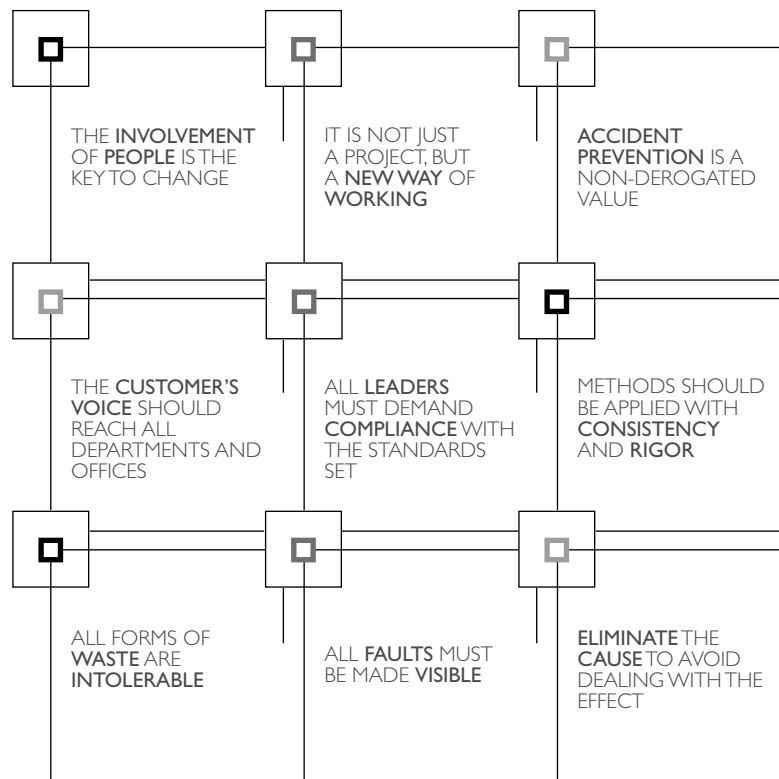 THE INVOLVEMENT
OF PEOPLE IS THE
KEY TO CHANGE
IT IS NOT JUST
A PROJECT, BUT
A NEW WAY OF
WORKING
ACCIDENT
PREVENTION IS A
NON-DEROGATED
VALUE
THE CUSTOMER'S
VOICE SHOULD
REACH ALL
DEPARTMENTS AND
OFFICES
ALL LEADERS
MUST DEMAND
COMPLIANCE WITH
THE STANDARDS
SET
METHODS SHOULD
BE APPLIED WITH
CONSISTENCY
AND RIGOR
ALL FORMS OF
WASTE ARE
INTOLERABLE
ALL FAULTS MUST
BE MADE VISIBLE
ELIMINATE THE
CAUSE TO AVOID
DEALING WITH THE
EFFECT